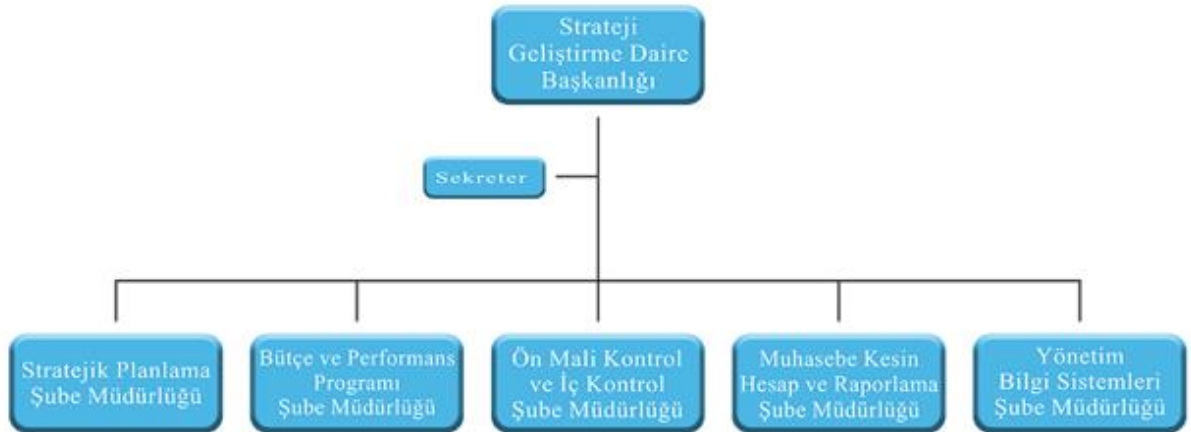 Strateji
Geliştirme Daire
Başkanlığı
Sekreter
Stratejik Planlama
Şube Müdürlüğü
Bütçe ve Performans
Programı
Şube Müdürlüğü
Ön Mali Kontrol
ve İç Kontrol
Şube Müdürlüğü
Muhasebe Kesin
Hesap ve Raporlama
Şube Müdürlüğü
Yönetim
Bilgi Sistemleri
Şube Müdürlüğü